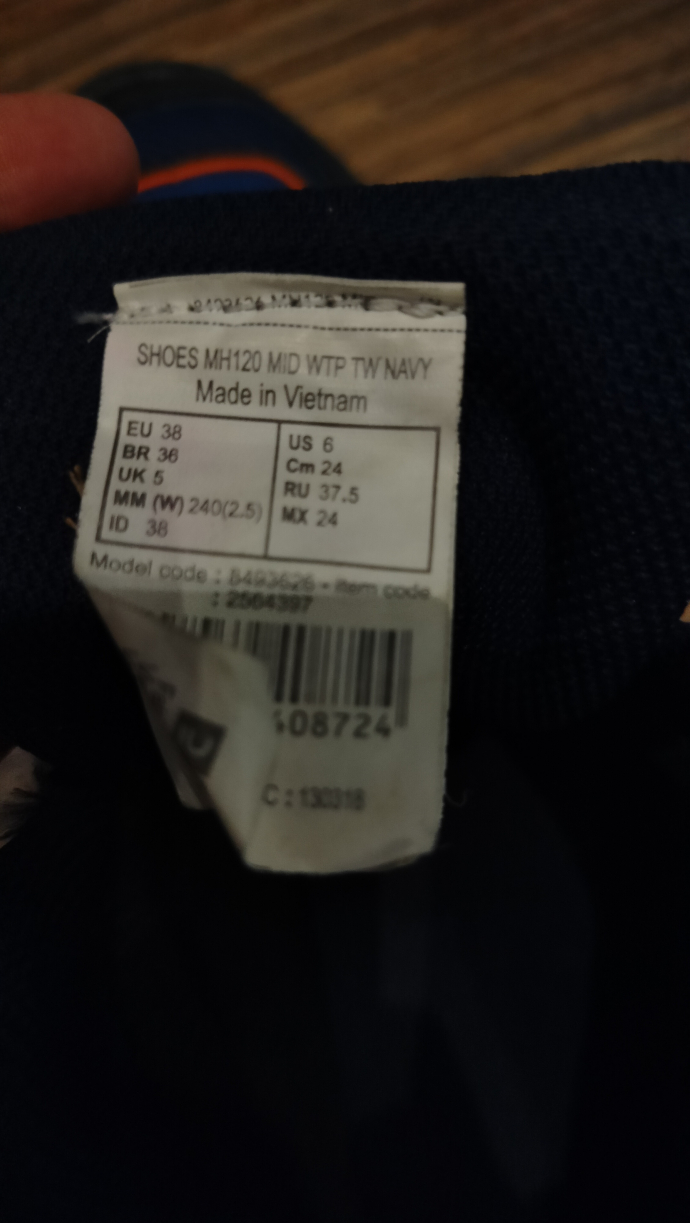 8493626 MH120 M
SHOES MH120 MID WTP TW NAVY
Made in Vietnam
EU 38
BR 36
UK 5
MM (W) 240(2.5)
ID 38
US 6
Cm 24
RU 37.5
MX 24
Model code : 8493626 - item code
: 2564397
08724
C : 130318